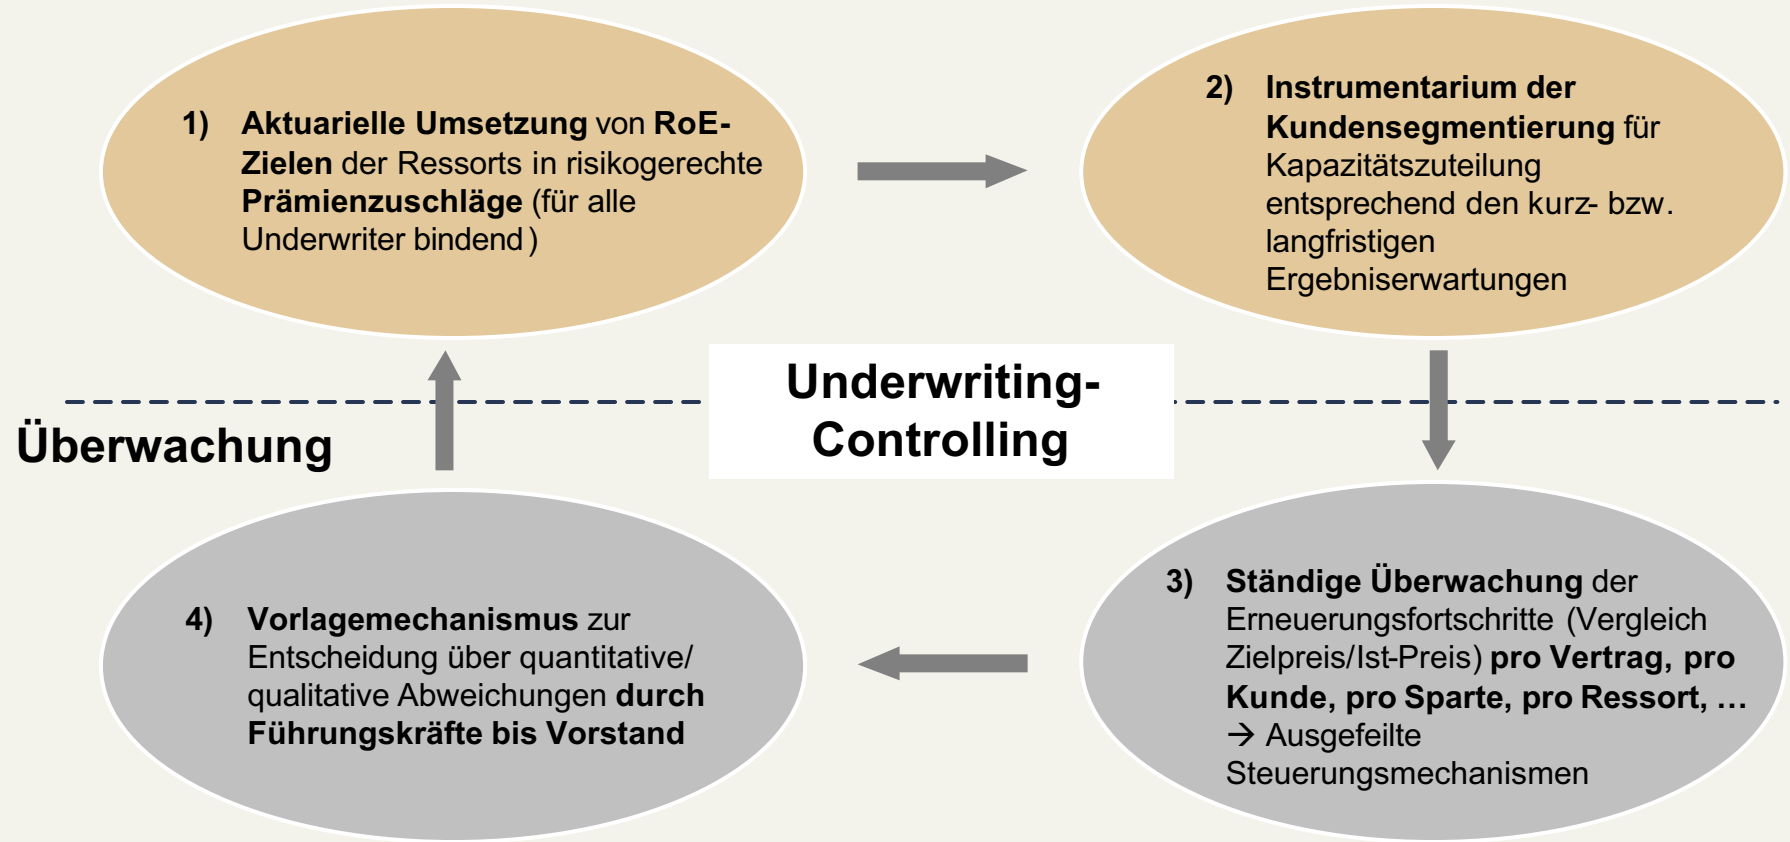 1) Aktuarielle Umsetzung von RoE-
Zielen der Ressorts in risikogerechte
Prämienzuschläge (für alle
Underwriter bindend)
2) Instrumentarium der
Kundensegmentierung für
Kapazitätszuteilung
entsprechend den kurz- bzw.
langfristigen
Ergebniserwartungen
Underwriting-
Controlling
Überwachung
3) Ständige Überwachung der
Erneuerungsfortschritte (Vergleich
Zielpreis/Ist-Preis) pro Vertrag, pro
Kunde, pro Sparte, pro Ressort, …
→ Ausgefeilte
Steuerungsmechanismen
4) Vorlagemechanismus zur
Entscheidung über quantitative/
qualitative Abweichungen durch
Führungskräfte bis Vorstand